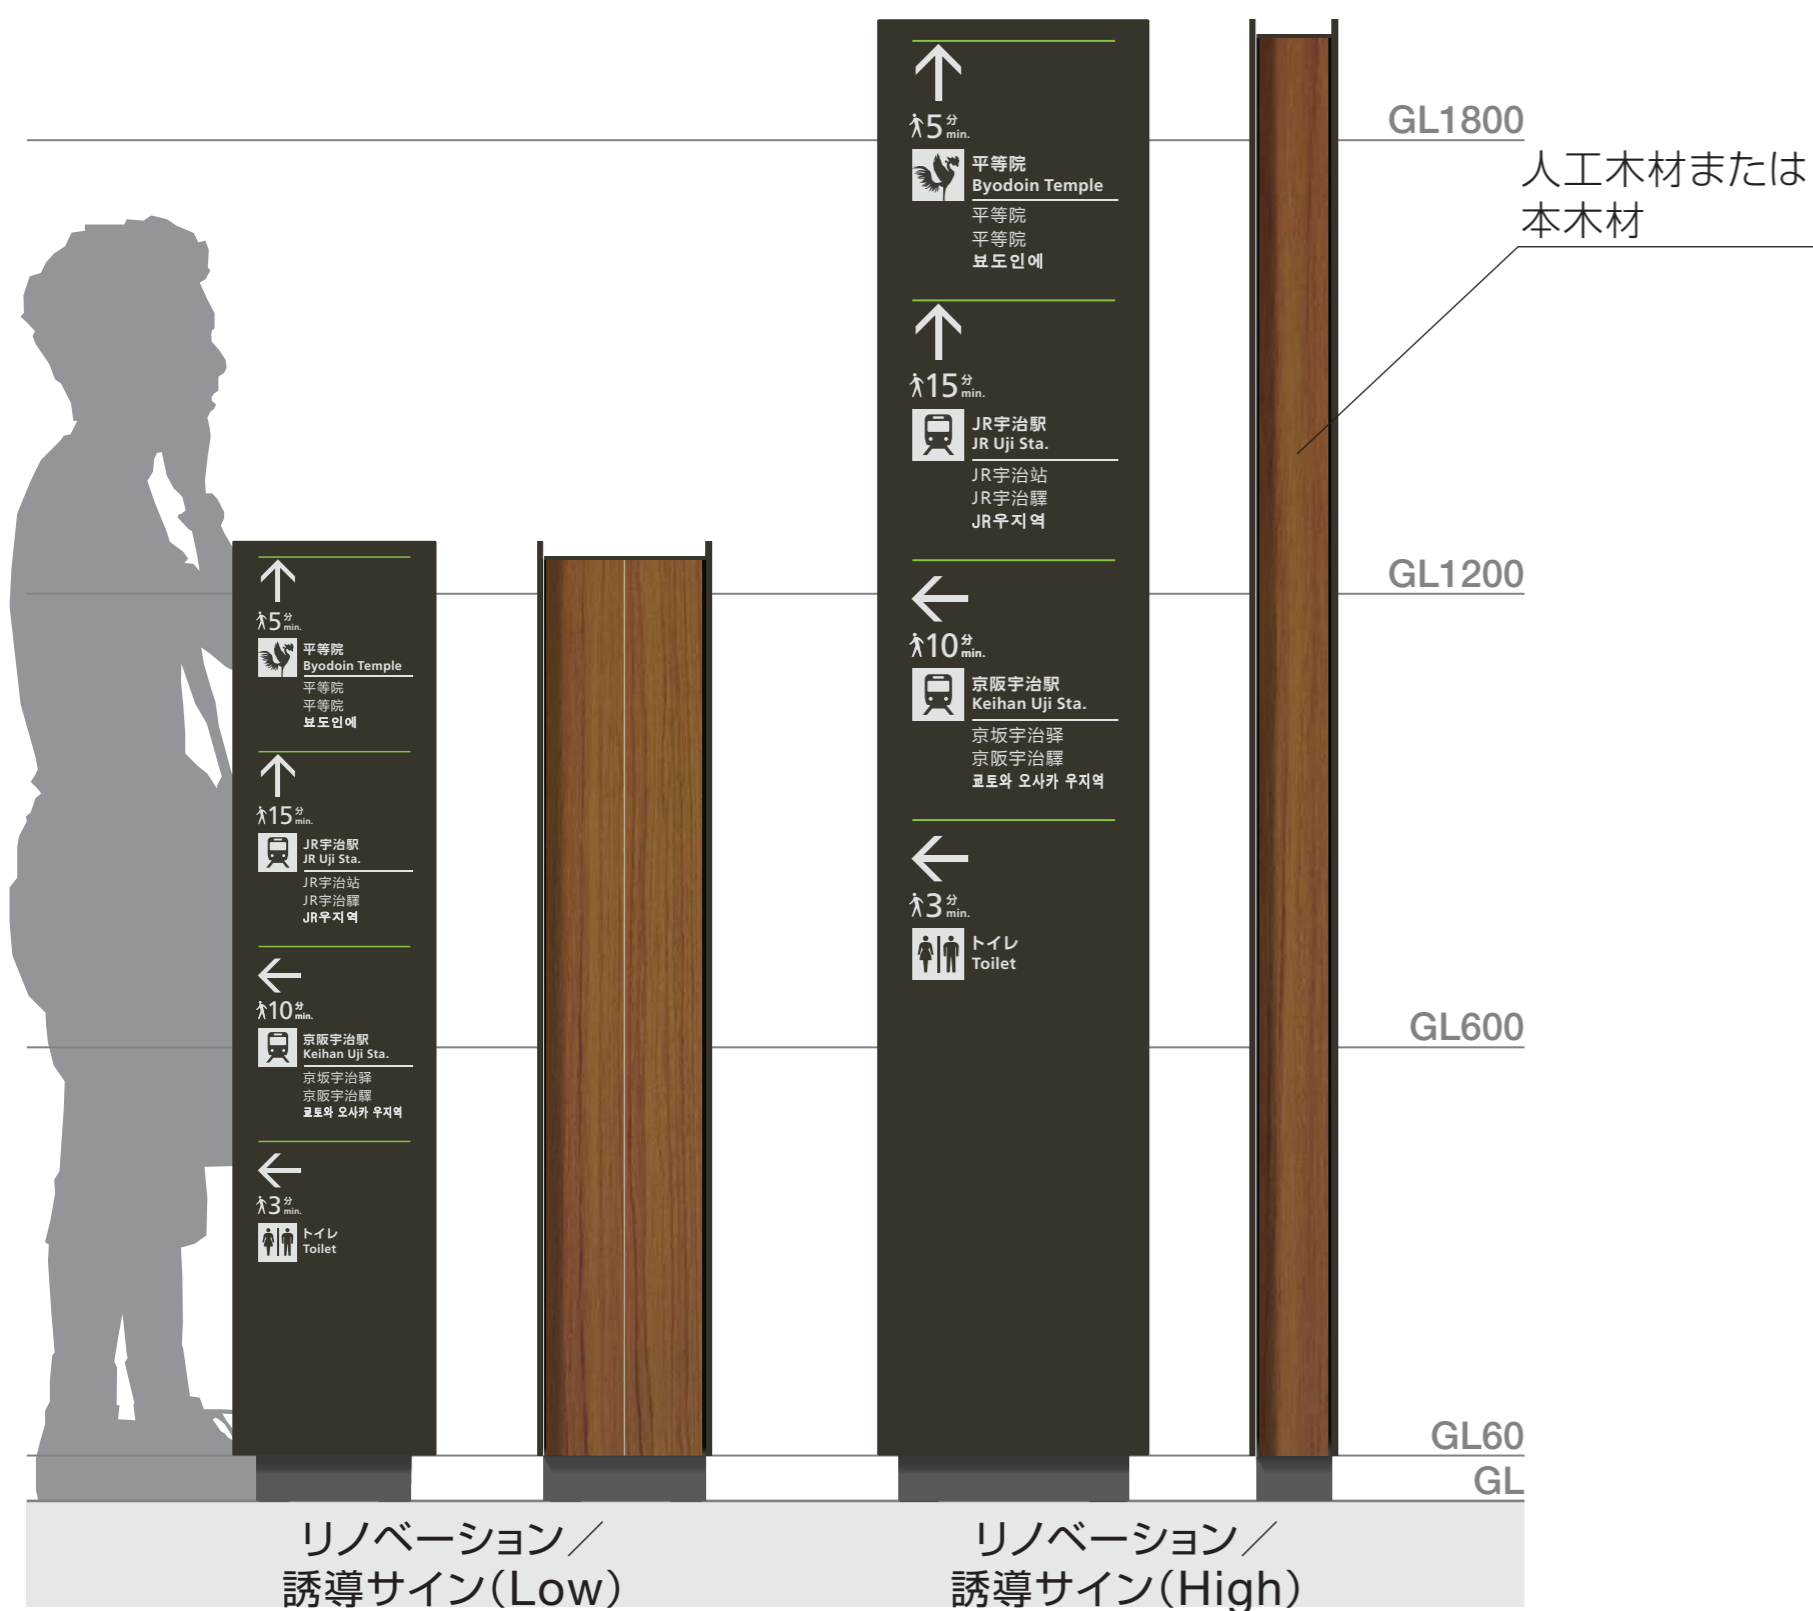 5分
min.
平等院
Byodoin Temple
平等院
平等院
뵤도인에
15分
min.
JR宇治駅
JR Uji Sta.
JR宇治站
JR宇治驛
JR우지역
10分
min.
京阪宇治駅
Keihan Uji Sta.
京坂宇治驿
京阪宇治驛
쿄토와 오사카 우지역
3分
min.
トイレ
Toilet
5分
min.
平等院
Byodoin Temple
平等院
平等院
뵤도인에
15分
min.
JR宇治駅
JR Uji Sta.
JR宇治站
JR宇治驛
JR우지역
10分
min.
京阪宇治駅
Keihan Uji Sta.
京坂宇治驿
京阪宇治驛
쿄토와 오사카 우지역
3分
min.
トイレ
Toilet
GL1800
人工木材または
本木材
GL1200
GL600
GL60
GL
リノベーション／
誘導サイン(Low)
リノベーション／
誘導サイン(High)